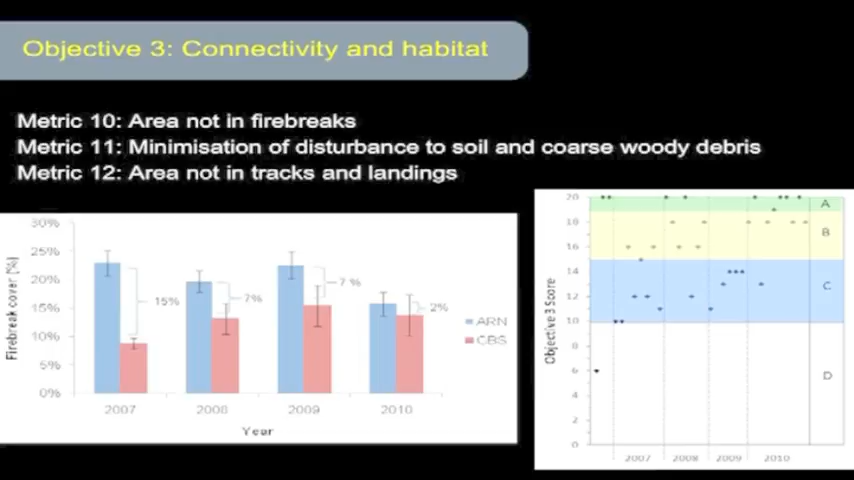 Objective 3: Connectivity and habitat
Metric 10: Area not in firebreaks
Metric 11: Minimisation of disturbance to soil and coarse woody debris
Metric 12: Area not in tracks and landings
Firebreak cover (%)
30%
25%
20%
15%
10%
5%
0%
15%
7%
7 %
2%
ARN
CBS
2007 2008 2009 2010
Year
Objective 3 Score
20
18
16
14
12
10
8
6
4
2
0
A
B
C
D
2007 2008 2009 2010